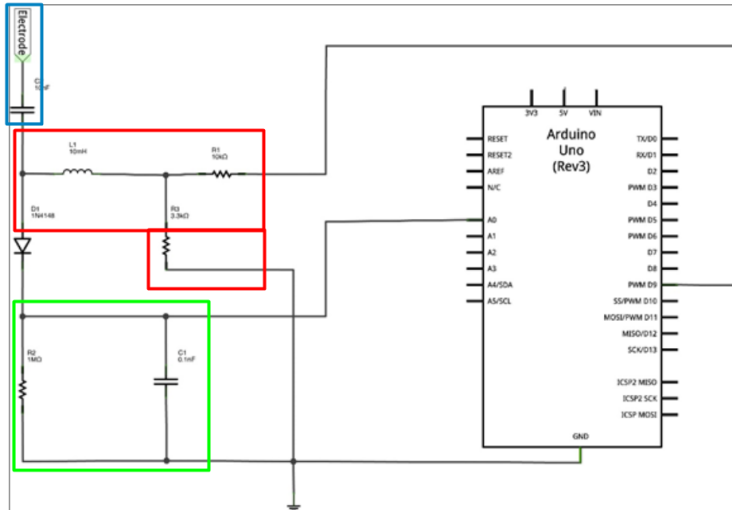 Electrode
10nF
L1
10mH
R1
10kΩ
D1
1N4148
R3
3.3kΩ
R2
1MΩ
C1
0.1nF
3V3
5V
VIN
Arduino
Uno
(Rev3)
RESET
RESET2
AREF
N/C
A0
A1
A2
A3
A4/SDA
A5/SCL
TX/D0
RX/D1
D2
PWM D3
D4
PWM D5
PWM D6
D7
D8
PWM D9
SS/PWM D10
MOSI/PWM D11
MISO/D12
SCK/D13
ICSP2 MISO
ICSP2 SCK
ICSP MOSI
GND